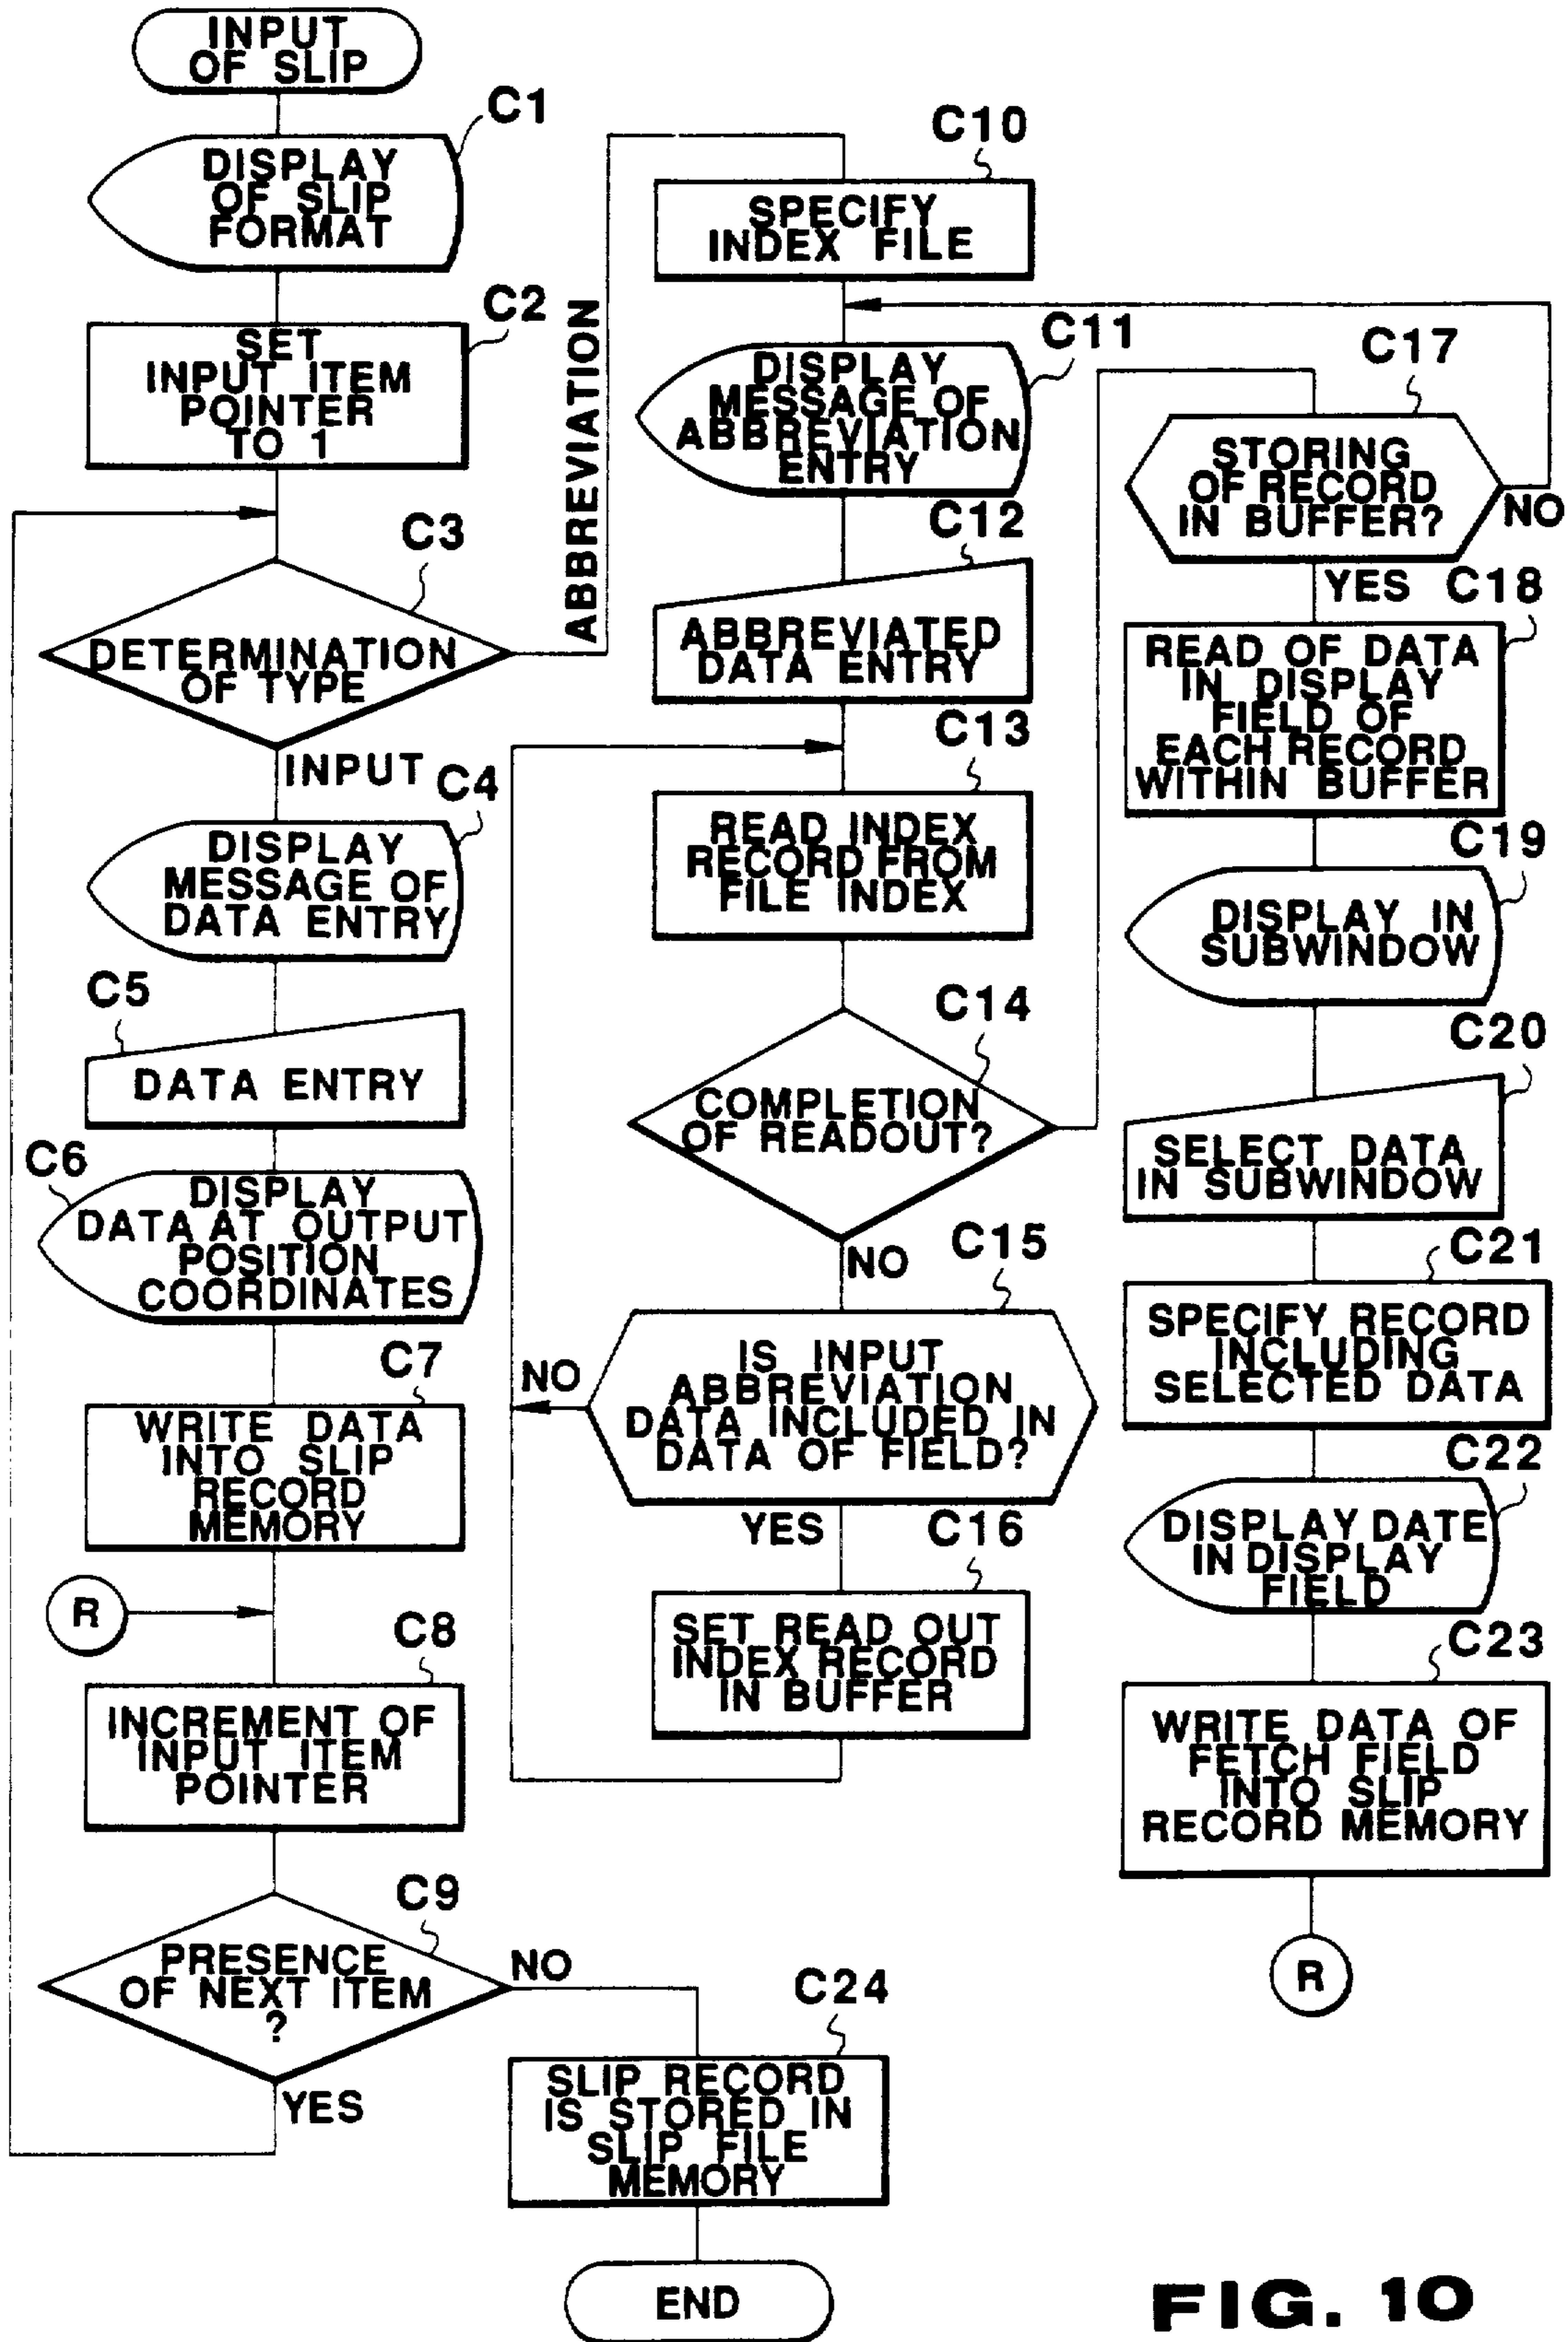 INPUT
OF SLIP
C1
DISPLAY
OF SLIP
FORMAT
C2
SET
INPUT ITEM
POINTER
TO 1
C3
DETERMINATION
OF TYPE
ABBREVIATION
INPUT
C4
DISPLAY
MESSAGE OF
DATA ENTRY
C5
DATA ENTRY
C6
DISPLAY
DATA AT OUTPUT
POSITION
COORDINATES
C7
WRITE DATA
INTO SLIP
RECORD
MEMORY
R
C8
INCREMENT OF
INPUT ITEM
POINTER
C9
PRESENCE
OF NEXT ITEM
?
NO
YES
C10
SPECIFY
INDEX FILE
C11
DISPLAY
MESSAGE OF
ABBREVIATION
ENTRY
C12
ABBREVIATED
DATA ENTRY
C13
READ INDEX
RECORD FROM
FILE INDEX
C14
COMPLETION
OF READOUT?
NO
C15
IS INPUT
ABBREVIATION
DATA INCLUDED IN
DATA OF FIELD?
NO
YES
C16
SET READ OUT
INDEX RECORD
IN BUFFER
C17
STORING
OF RECORD
IN BUFFER?
NO
YES
C18
READ OF DATA
IN DISPLAY
FIELD OF
EACH RECORD
WITHIN BUFFER
C19
DISPLAY IN
SUBWINDOW
C20
SELECT DATA
IN SUBWINDOW
C21
SPECIFY RECORD
INCLUDING
SELECTED DATA
C22
DISPLAY DATE
IN DISPLAY
FIELD
C23
WRITE DATA OF
FETCH FIELD
INTO SLIP
RECORD MEMORY
R
C24
SLIP RECORD
IS STORED IN
SLIP FILE
MEMORY
END
FIG. 10